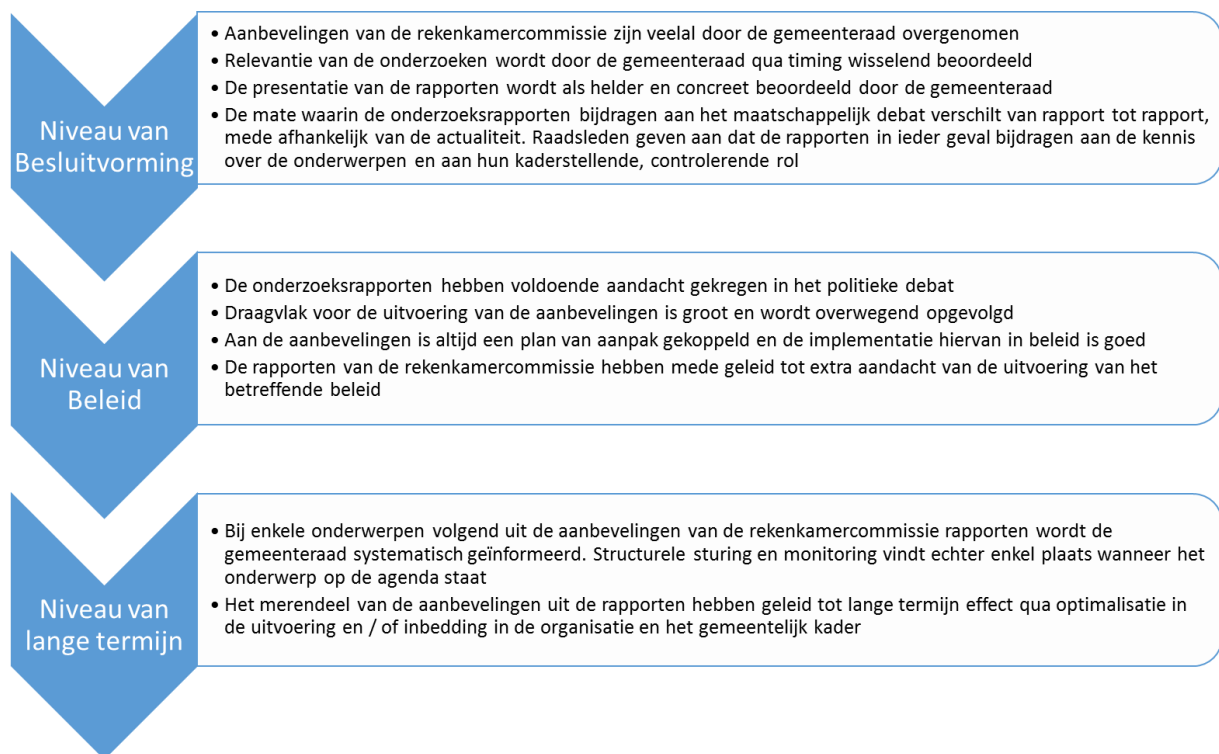 Niveau van
Besluitvorming
• Aanbevelingen van de rekenkamercommissie zijn veelal door de gemeenteraad overgenomen
• Relevantie van de onderzoeken wordt door de gemeenteraad qua timing wisselend beoordeeld
• De presentatie van de rapporten wordt als helder en concreet beoordeeld door de gemeenteraad
• De mate waarin de onderzoeksrapporten bijdragen aan het maatschappelijk debat verschilt van rapport tot rapport,
mede afhankelijk van de actualiteit. Raadsleden geven aan dat de rapporten in ieder geval bijdragen aan de kennis
over de onderwerpen en aan hun kaderstellende, controlerende rol
Niveau van
Beleid
• De onderzoeksrapporten hebben voldoende aandacht gekregen in het politieke debat
• Draagvlak voor de uitvoering van de aanbevelingen is groot en wordt overwegend opgevolgd
• Aan de aanbevelingen is altijd een plan van aanpak gekoppeld en de implementatie hiervan in beleid is goed
• De rapporten van de rekenkamercommissie hebben mede geleid tot extra aandacht van de uitvoering van het
betreffende beleid
Niveau van
lange termijn
• Bij enkele onderwerpen volgend uit de aanbevelingen van de rekenkamercommissie rapporten wordt de
gemeenteraad systematisch geïnformeerd. Structurele sturing en monitoring vindt echter enkel plaats wanneer het
onderwerp op de agenda staat
• Het merendeel van de aanbevelingen uit de rapporten hebben geleid tot lange termijn effect qua optimalisatie in
de uitvoering en / of inbedding in de organisatie en het gemeentelijk kader